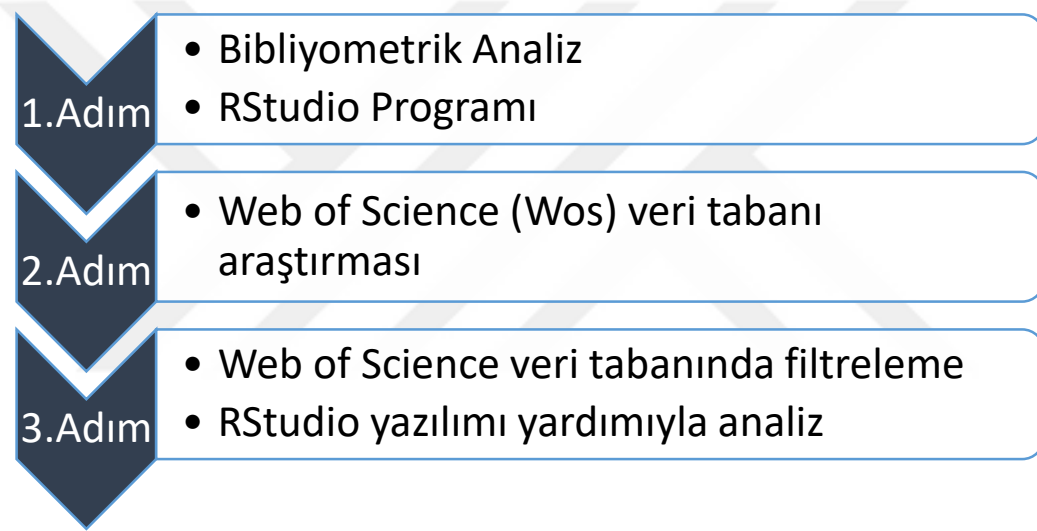 1.Adım
• Bibliyometrik Analiz
• RStudio Programı
2.Adım
• Web of Science (Wos) veri tabanı
araştırması
3.Adım
• Web of Science veri tabanında filtreleme
• RStudio yazılımı yardımıyla analiz